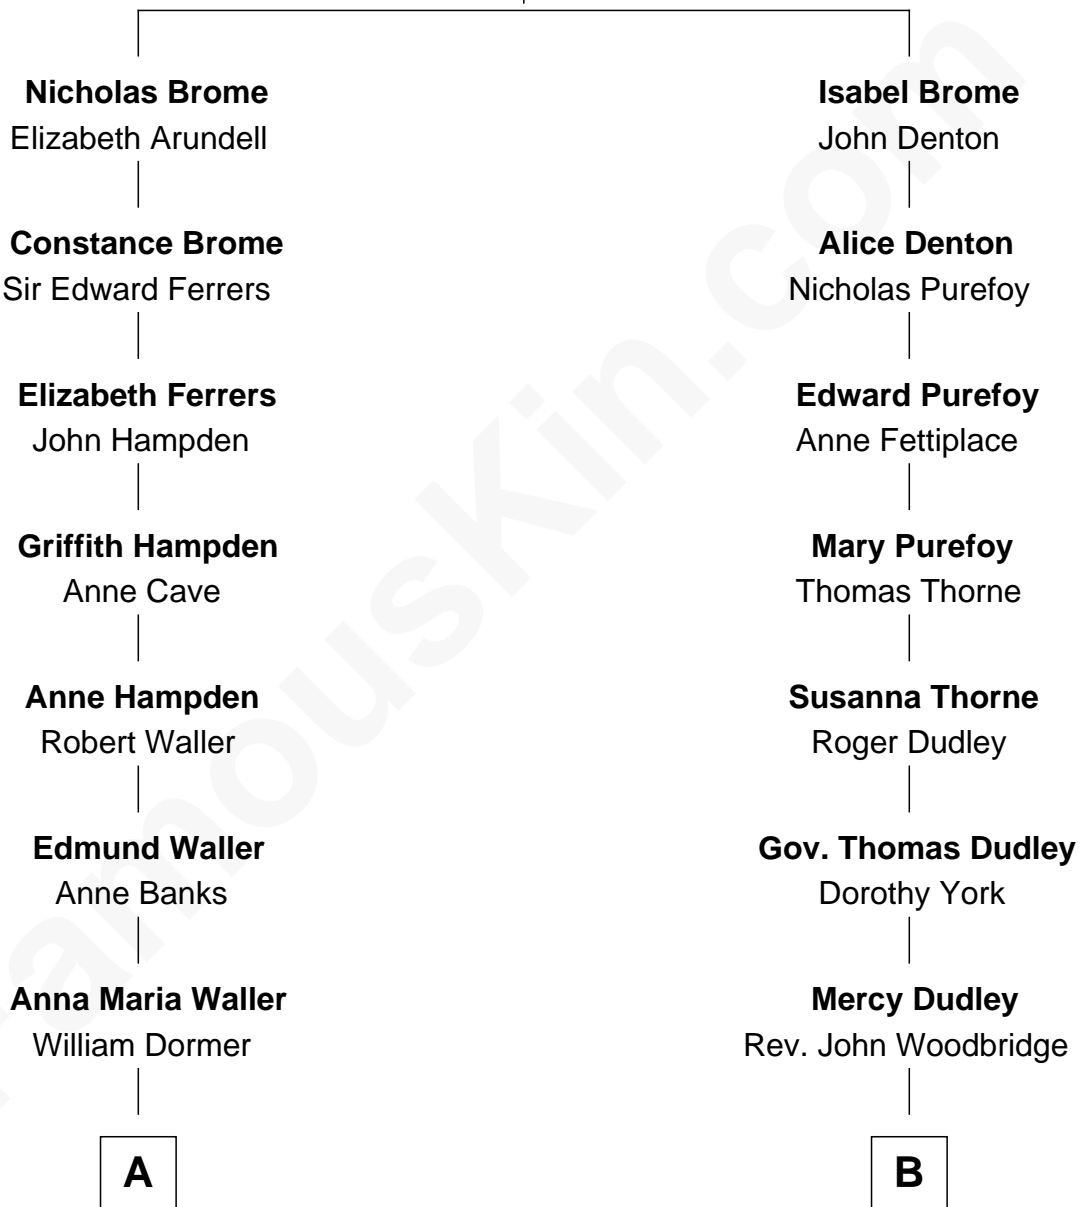 Nicholas Brome
Elizabeth Arundell
Constance Brome
Sir Edward Ferrers
Elizabeth Ferrers
John Hampden
Griffith Hampden
Anne Cave
Anne Hampden
Robert Waller
Edmund Waller
Anne Banks
Anna Maria Waller
William Dormer
A
Isabel Brome
John Denton
Alice Denton
Nicholas Purefoy
Edward Purefoy
Anne Fettiplace
Mary Purefoy
Thomas Thorne
Susanna Thorne
Roger Dudley
Gov. Thomas Dudley
Dorothy York
Mercy Dudley
Rev. John Woodbridge
B
FamousKin.com